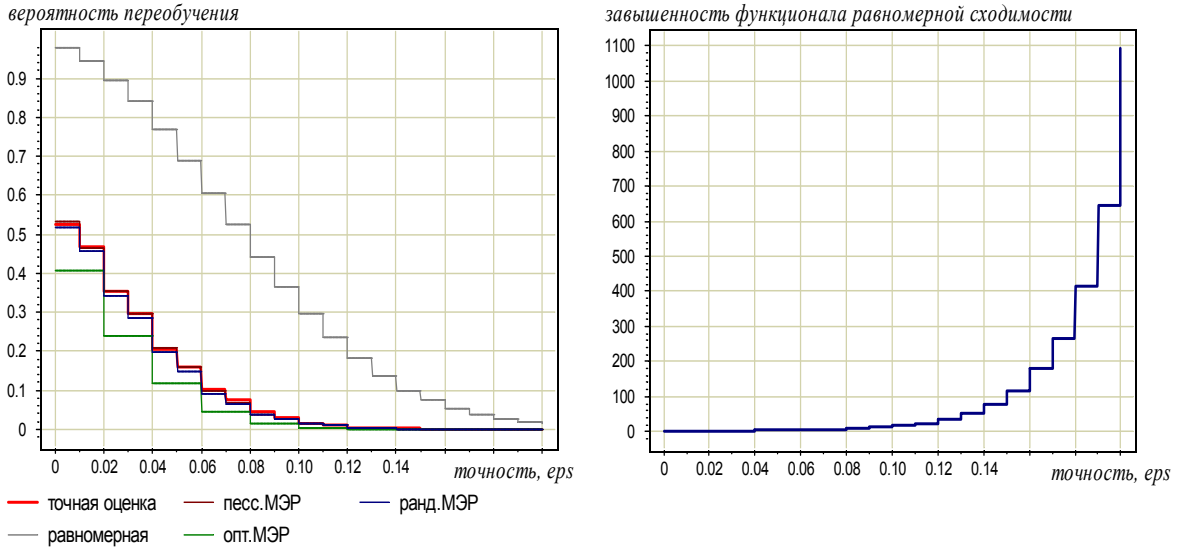 вероятность переобучения
0.9
0.8
0.7
0.6
0.5
0.4
0.3
0.2
0.1
0
0 0.02 0.04 0.06 0.08 0.10 0.12 0.14
точность, eps
точная оценка песс.МЭР ранд.МЭР
равномерная опт.МЭР
завышенность функционала равномерной сходимости
1100
1000
900
800
700
600
500
400
300
200
100
0
0 0.02 0.04 0.06 0.08 0.10 0.12 0.14
точность, eps